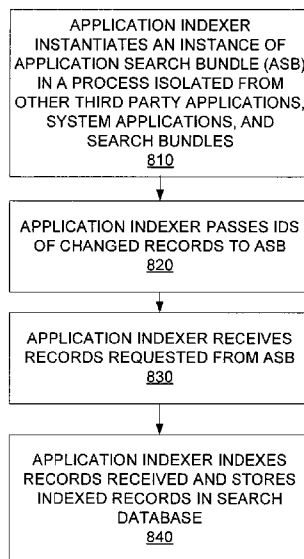 APPLICATION INDEXER
INSTANTIATES AN INSTANCE OF
APPLICATION SEARCH BUNDLE (ASB)
IN A PROCESS ISOLATED FROM
OTHER THIRD PARTY APPLICATIONS,
SYSTEM APPLICATIONS, AND
SEARCH BUNDLES
810
APPLICATION INDEXER PASSES IDS
OF CHANGED RECORDS TO ASB
820
APPLICATION INDEXER RECEIVES
RECORDS REQUESTED FROM ASB
830
APPLICATION INDEXER INDEXES
RECORDS RECEIVED AND STORES
INDEXED RECORDS IN SEARCH
DATABASE
840